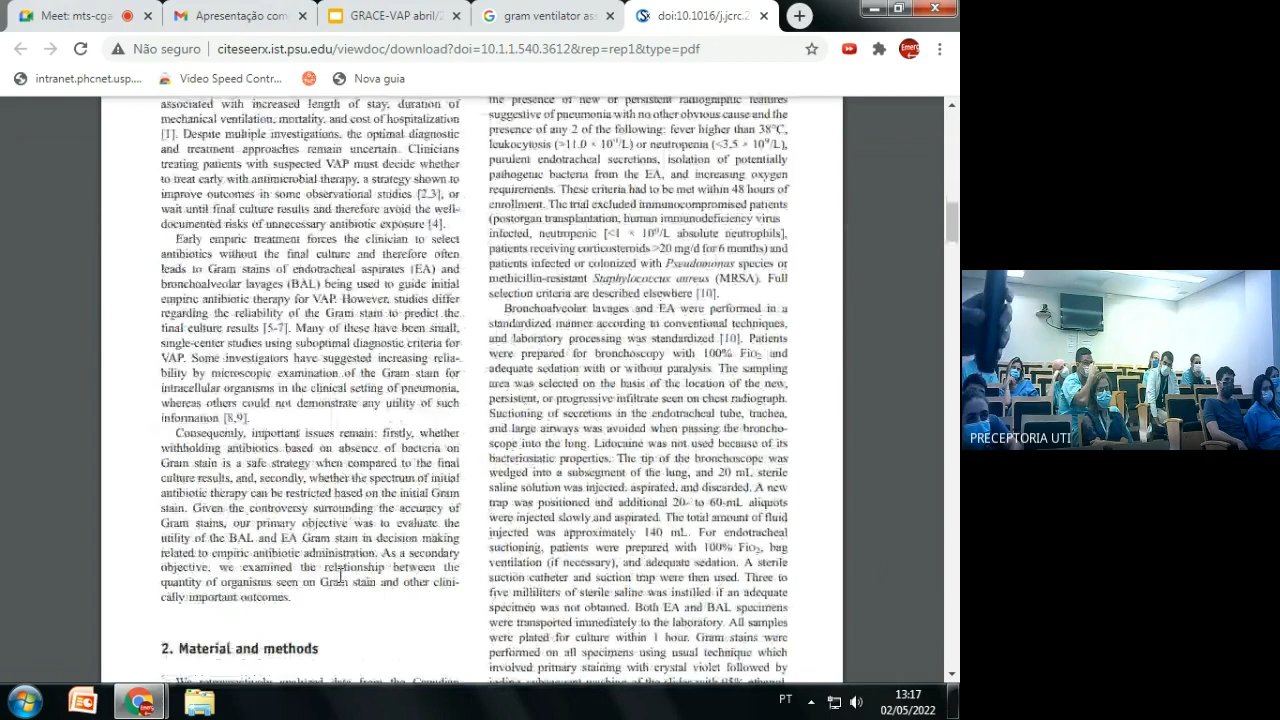 Meet: mts-cga
Apresentação com
GRACE-VAP abril/2
gram ventilator ass
doi:10.1016/j.jcrc.2
Não seguro
citeseerx.ist.psu.edu/viewdoc/download?doi=10.1.1.540.3612&rep=rep1&type=pdf
intranet.phcnet.usp....
Video Speed Contr...
Nova guia
associated with increased length of stay, duration of
mechanical ventilation, mortality, and cost of hospitalization
[1]. Despite multiple investigations, the optimal diagnostic
and treatment approaches remain uncertain. Clinicians
treating patients with suspected VAP must decide whether
to treat early with antimicrobial therapy, a strategy shown to
improve outcomes in some observational studies [2,3], or
wait until final culture results and therefore avoid the well-
documented risks of unnecessary antibiotic exposure [4].
Early empiric treatment forces the clinician to select
antibiotics without the final culture and therefore often
leads to Gram stains of endotracheal aspirates (EA) and
bronchoalveolar lavages (BAL) being used to guide initial
empiric antibiotic therapy for VAP. However, studies differ
regarding the reliability of the Gram stain to predict the
final culture results [5-7]. Many of these have been small,
single-center studies using suboptimal diagnostic criteria for
VAP. Some investigators have suggested increasing relia-
bility by microscopic examination of the Gram stain for
intracellular organisms in the clinical setting of pneumonia,
whereas others could not demonstrate any utility of such
information [8,9].
Consequently, important issues remain: firstly, whether
withholding antibiotics based on absence of bacteria on
Gram stain is a safe strategy when compared to the final
culture results, and, secondly, whether the spectrum of initial
antibiotic therapy can be restricted based on the initial Gram
stain. Given the controversy surrounding the accuracy of
Gram stains, our primary objective was to evaluate the
utility of the BAL and EA Gram stain in decision making
related to empiric antibiotic administration. As a secondary
objective, we examined the relationship between the
quantity of organisms seen on Gram stain and other clini-
cally important outcomes.
2. Material and methods
We retrospectively analyzed data from the Canadian
the presence of new or persistent radiographic features
suggestive of pneumonia with no other obvious cause and the
presence of any 2 of the following: fever higher than 38°C,
leukocytosis (>11.0 × 10⁹/L) or neutropenia (<3.5 × 10⁹/L),
purulent endotracheal secretions, isolation of potentially
pathogenic bacteria from the EA, and increasing oxygen
requirements. These criteria had to be met within 48 hours of
enrollment. The trial excluded immunocompromised patients
(postorgan transplantation, human immunodeficiency virus
infected, neutropenic [<1 × 10⁹/L absolute neutrophils],
patients receiving corticosteroids >20 mg/d for 6 months) and
patients infected or colonized with Pseudomonas species or
methicillin-resistant Staphylococcus aureus (MRSA). Full
selection criteria are described elsewhere [10].
Bronchoalveolar lavages and EA were performed in a
standardized manner according to conventional techniques,
and laboratory processing was standardized [10]. Patients
were prepared for bronchoscopy with 100% Fio₂ and
adequate sedation with or without paralysis. The sampling
area was selected on the basis of the location of the new,
persistent, or progressive infiltrate seen on chest radiograph.
Suctioning of secretions in the endotracheal tube, trachea,
and large airways was avoided when passing the broncho-
scope into the lung. Lidocaine was not used because of its
bacteriostatic properties. The tip of the bronchoscope was
wedged into a subsegment of the lung, and 20 mL sterile
saline solution was injected, aspirated, and discarded. A new
trap was positioned and additional 20- to 60-mL aliquots
were injected slowly and aspirated. The total amount of fluid
injected was approximately 140 mL. For endotracheal
suctioning, patients were prepared with 100% Fio₂, bag
ventilation (if necessary), and adequate sedation. A sterile
suction catheter and suction trap were then used. Three to
five milliliters of sterile saline was instilled if an adequate
specimen was not obtained. Both EA and BAL specimens
were transported immediately to the laboratory. All samples
were plated for culture within 1 hour. Gram stains were
performed on all specimens using usual technique which
involved primary staining with crystal violet followed by
iodine, subsequent washing of the slides with 95% ethanol,
PRECEPTORIA UTI
PT
13:17
02/05/2022